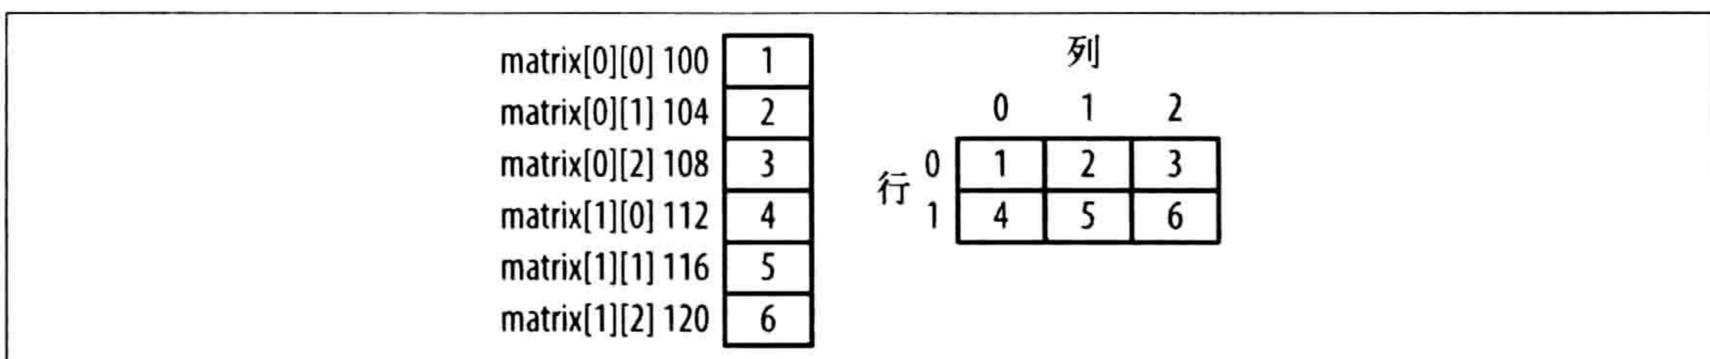 matrix[0][0] 100 1
matrix[0][1] 104 2
matrix[0][2] 108 3
matrix[1][0] 112 4
matrix[1][1] 116 5
matrix[1][2] 120 6
列
0 1 2
行
0 1 2 3
1 4 5 6